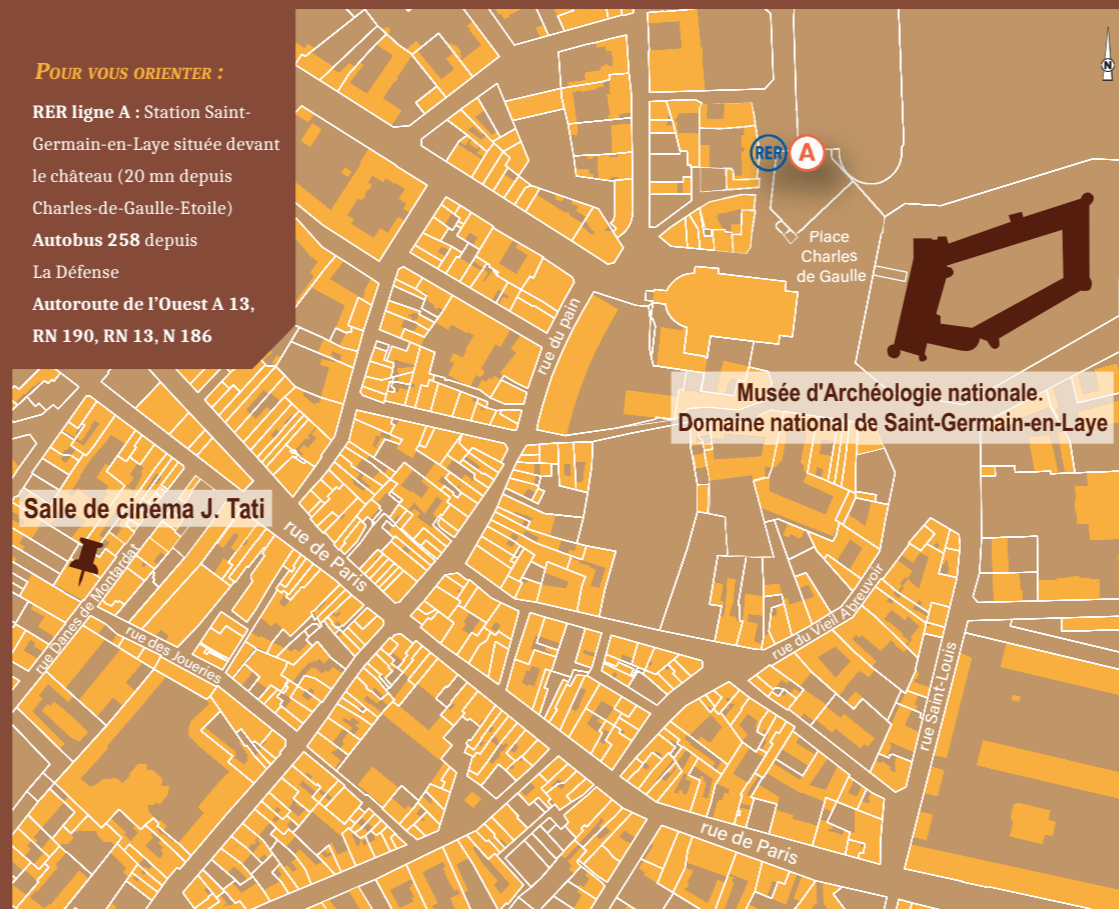 POUR VOUS ORIENTER :
RER ligne A : Station Saint-
Germain-en-Laye située devant
le château (20 mn depuis
Charles-de-Gaulle-Etoile)
Autobus 258 depuis
La Défense
Autoroute de l'Ouest A 13,
RN 190, RN 13, N 186
N
RER A
Place
Charles
de Gaulle
rue du pain
Musée d'Archéologie nationale.
Domaine national de Saint-Germain-en-Laye
Salle de cinéma J. Tati
rue de Paris
rue Danès de Montardat
rue des Joueries
rue du Vieil Abreuvoir
rue Saint-Louis
rue de Paris